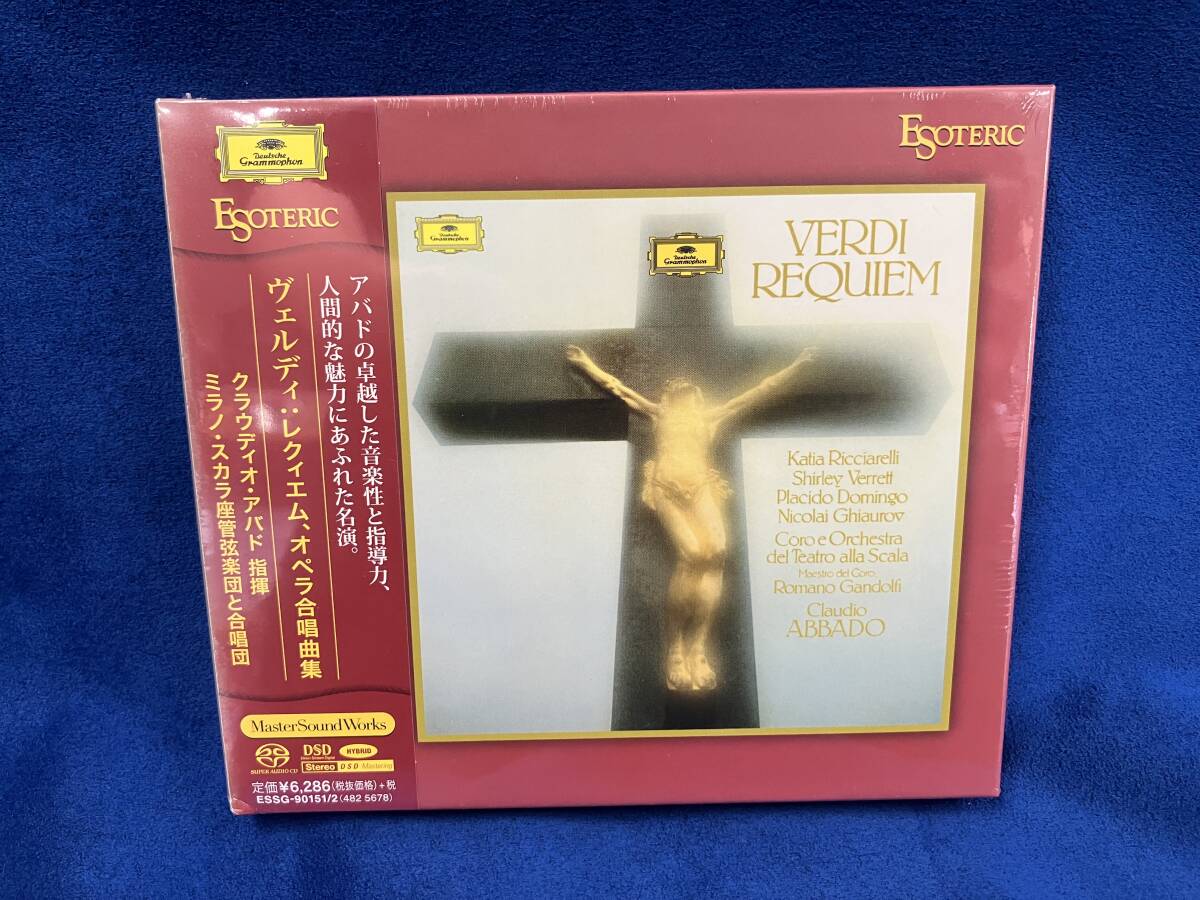 Deutsche
Grammophon
ESOTERIC
アバドの卓越した音楽性と指導力、
人間的な魅力にあふれた名演。
ヴェルディ:レクィエム、オペラ合唱曲集
クラウディオ・アバド 指揮
ミラノ・スカラ座管弦楽団と合唱団
MasterSoundWorks
SUPER AUDIO CD
DSD
Direct Stream Digital
HYBRID
Stereo DSD Mastering
定価¥6,286(税抜価格)+税
ESSG-90151/2 (482 5678)
ESOTERIC
Deutsche
Grammophon
Deutsche
Grammophon
VERDI
REQUIEM
Katia Ricciarelli
Shirley Verrett
Placido Domingo
Nicolai Ghiaurov
Coro e Orchestra
del Teatro alla Scala
Maestro del Coro
Romano Gandolfi
Claudio
ABBADO